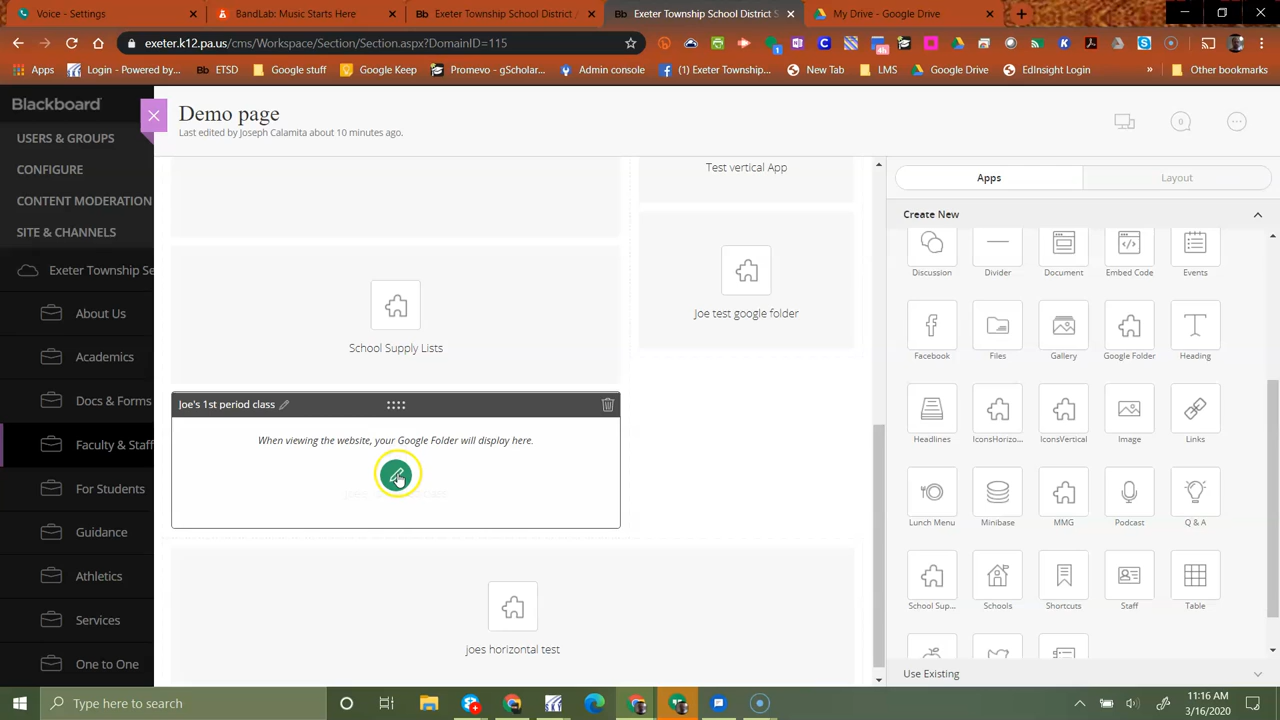 Voice - Settings
BandLab: Music Starts Here
Bb Exeter Township School District /
Bb Exeter Township School District 5
My Drive - Google Drive
exeter.k12.pa.us/cms/Workspace/Section/Section.aspx?DomainID=115
Apps
Login - Powered by...
Bb ETSD
Google stuff
Google Keep
Promevo - gScholar...
Admin console
(1) Exeter Township...
New Tab
LMS
Google Drive
EdInsight Login
»
Other bookmarks
Blackboard
USERS & GROUPS
CONFIGURE
CONTENT MODERATION
SITE & CHANNELS
Exeter Township Se
About Us
Academics
Docs & Forms
Faculty & Staff
For Students
Guidance
Athletics
Services
One to One
Demo page
Last edited by Joseph Calamita about 10 minutes ago.
0
Test vertical App
Joe test google folder
School Supply Lists
Joe's 1st period class
When viewing the website, your Google Folder will display here.
joes horizontal test
Apps
Layout
Create New
Discussion
Divider
Document
Embed Code
Events
Facebook
Files
Gallery
Google Folder
Heading
Headlines
IconsHorizo...
IconsVertical
Image
Links
Lunch Menu
Minibase
MMG
Podcast
Q & A
School Sup...
Schools
Shortcuts
Staff
Table
Use Existing
Type here to search
11:16 AM
3/16/2020